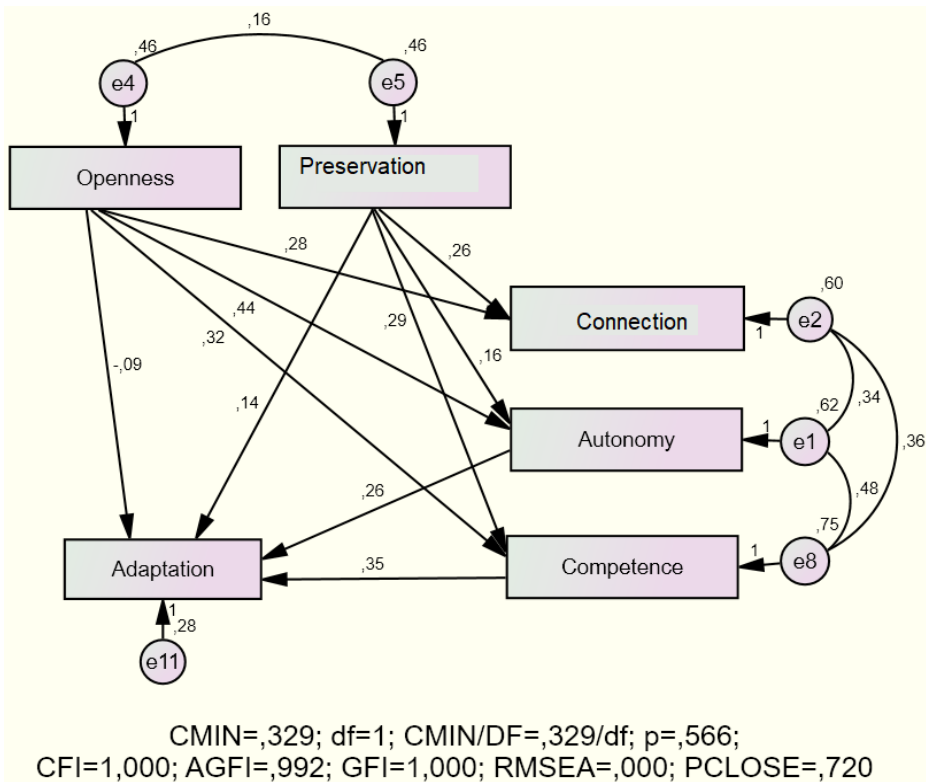 ,16
,46
,46
e4
e5
1
1
Openness
Preservation
,28
,26
,60
Connection
1
e2
,44
,29
,32
,16
,34
-,09
,62
,36
,14
Autonomy
1
e1
,26
,48
,75
Adaptation
,35
Competence
1
e8
1
,28
e11
CMIN=,329; df=1; CMIN/DF=,329/df; p=,566;
CFI=1,000; AGFI=,992; GFI=1,000; RMSEA=,000; PCLOSE=,720